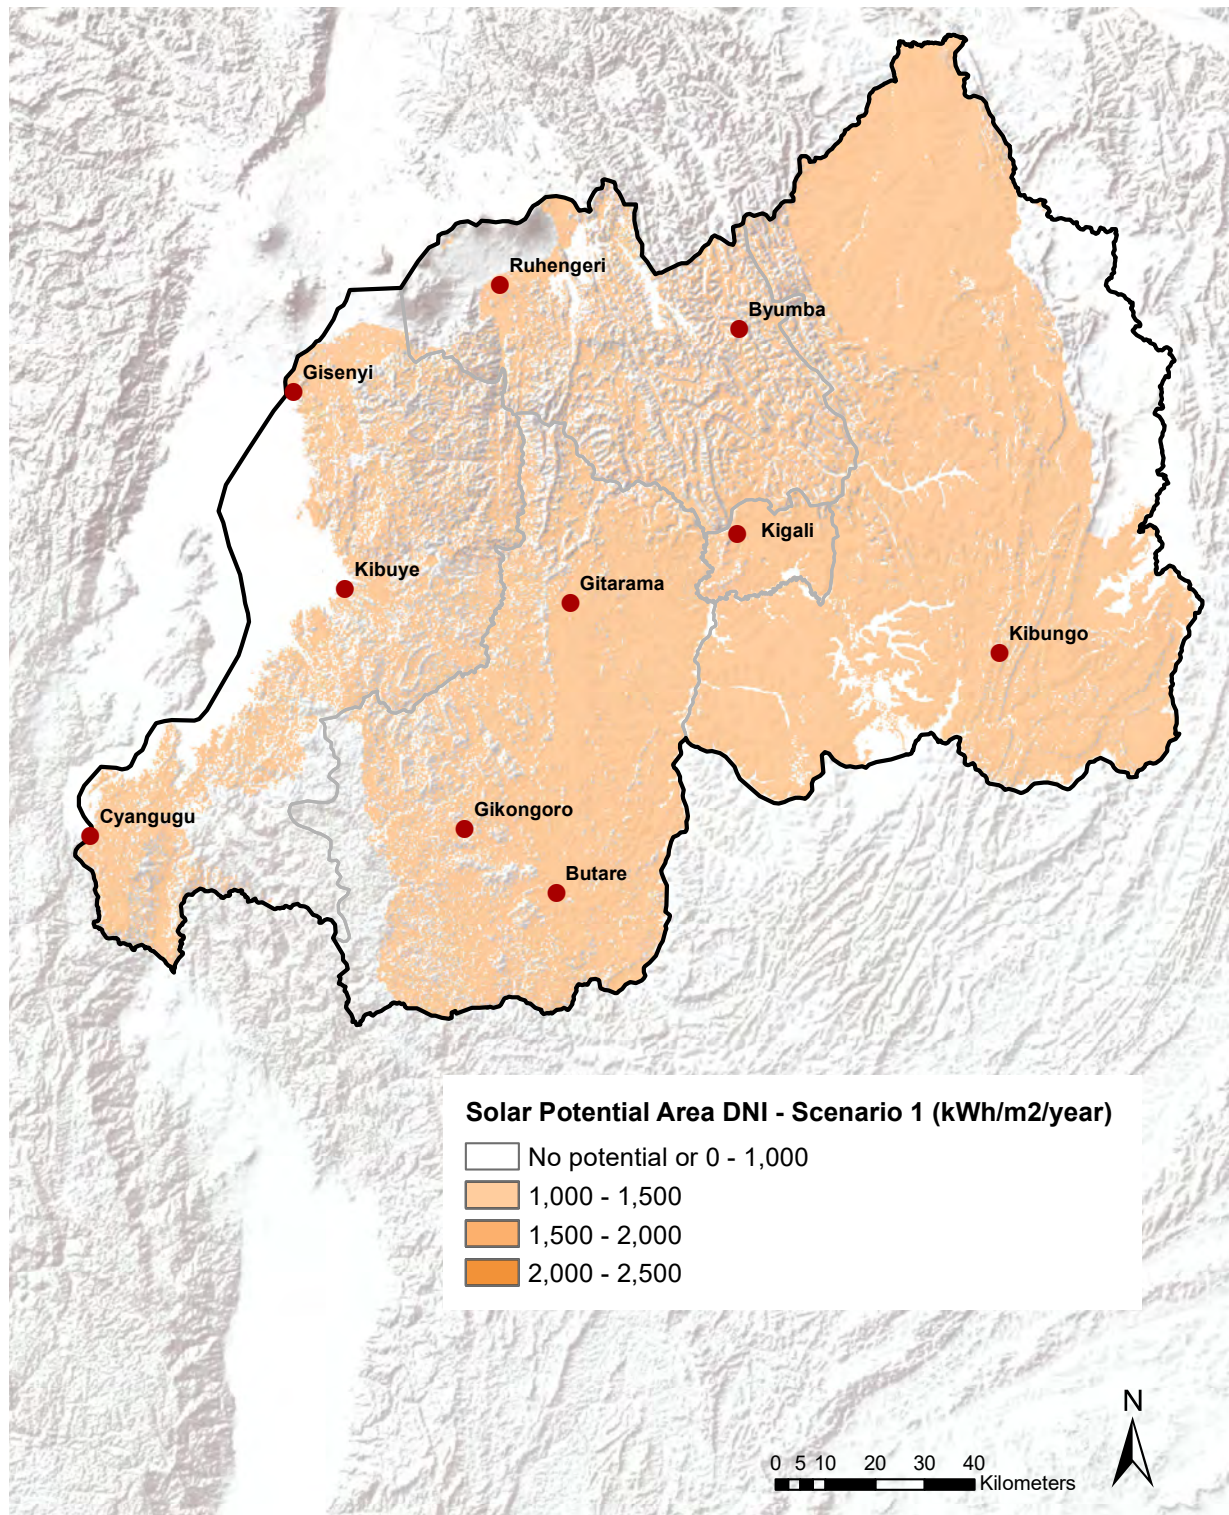 Ruhengeri
Byumba
Gisenyi
Kigali
Kibuye
Gitarama
Kibungo
Cyangugu
Gikongoro
Butare
Solar Potential Area DNI - Scenario 1 (kWh/m2/year)
No potential or 0 - 1,000
1,000 - 1,500
1,500 - 2,000
2,000 - 2,500
N
0 5 10 20 30 40
Kilometers